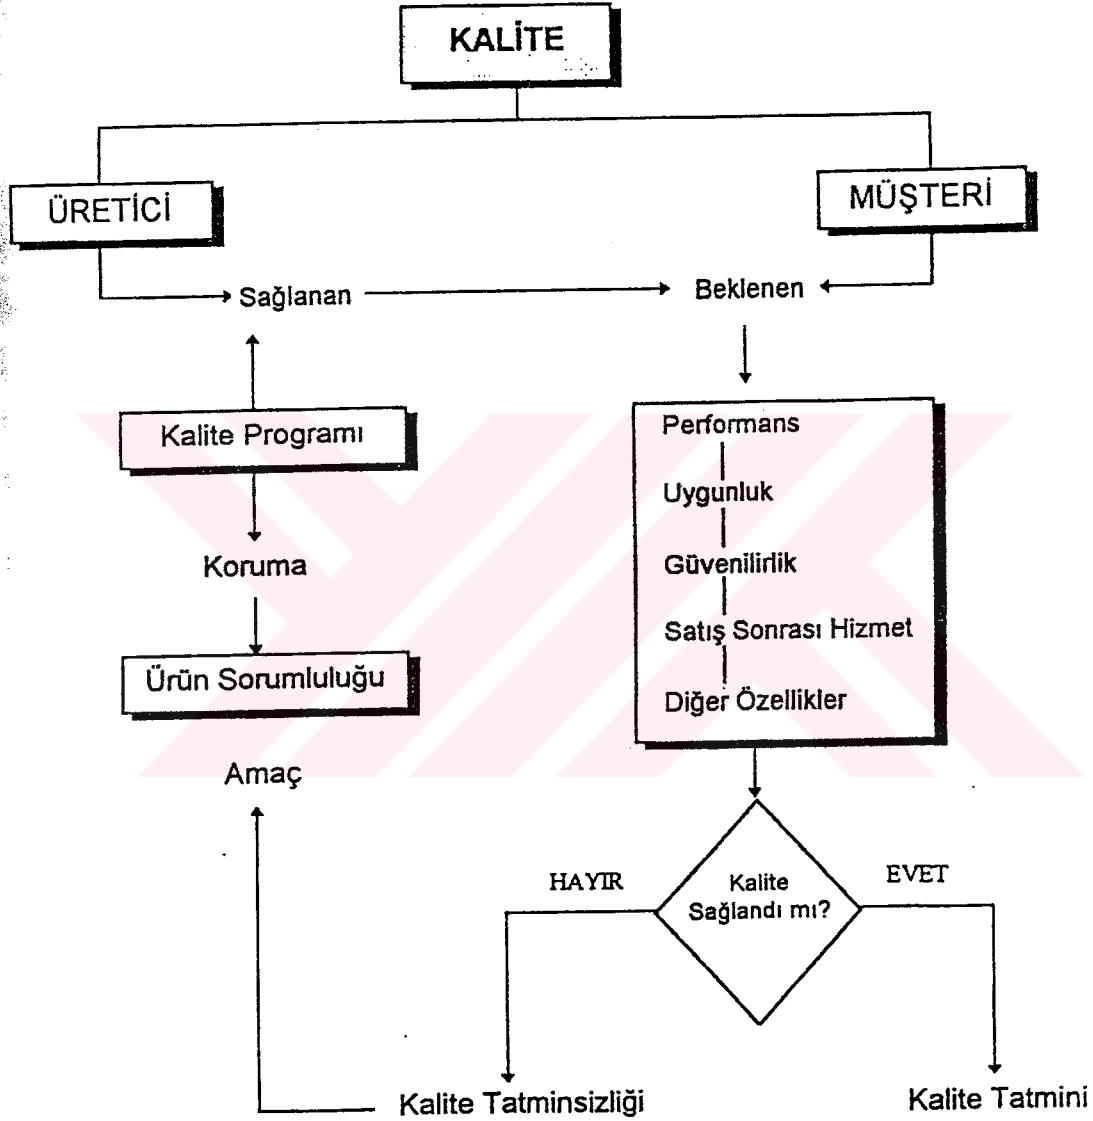 KALİTE
ÜRETİCİ
MÜŞTERİ
Sağlanan
Beklenen
Kalite Programı
Koruma
Ürün Sorumluluğu
Amaç
Performans
Uygunluk
Güvenilirlik
Satış Sonrası Hizmet
Diğer Özellikler
HAYIR
Kalite
Sağlandı mı?
EVET
Kalite Tatminsizliği
Kalite Tatmini